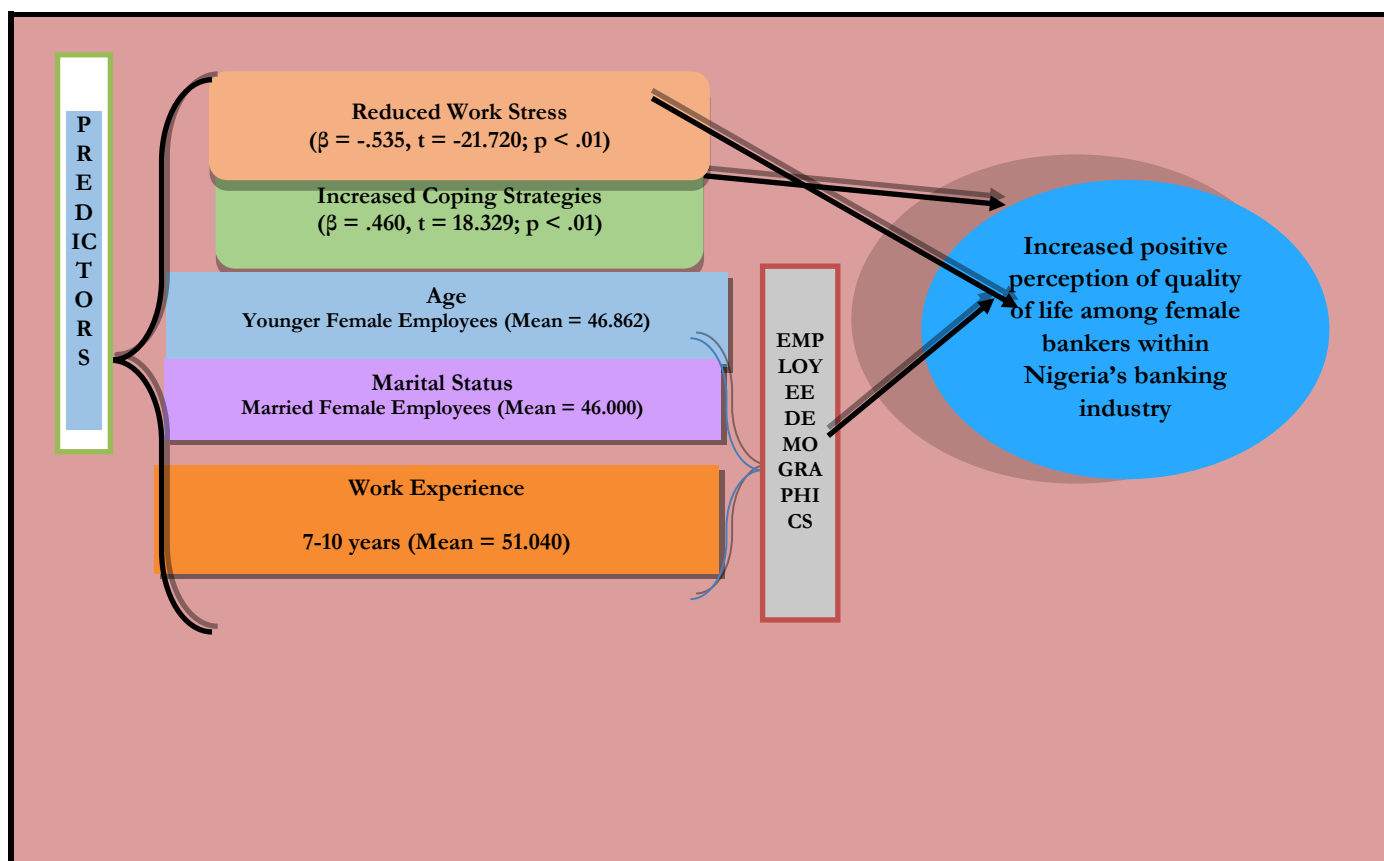 P
R
E
D
IC
T
O
R
S
Reduced Work Stress
(β = -.535, t = -21.720; p < .01)
Increased Coping Strategies
(β = .460, t = 18.329; p < .01)
Age
Younger Female Employees (Mean = 46.862)
Marital Status
Married Female Employees (Mean = 46.000)
Work Experience
7-10 years (Mean = 51.040)
EMP
LOY
EE
DE
MO
GRA
PHI
CS
Increased positive
perception of quality
of life among female
bankers within
Nigeria’s banking
industry